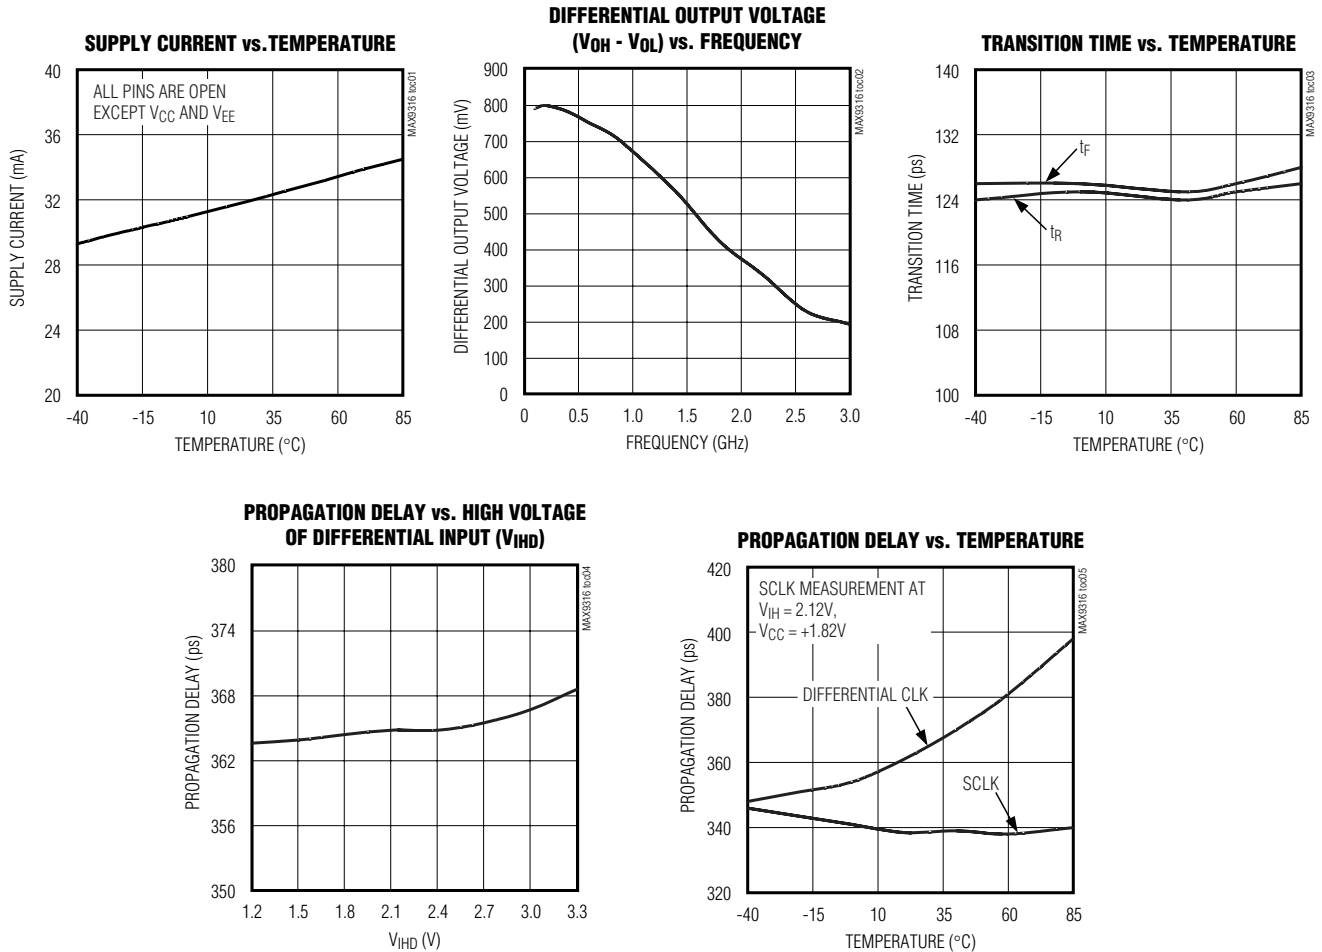 SUPPLY CURRENT vs.TEMPERATURE
40
36
32
28
24
20
-40
-15
10
35
60
85
SUPPLY CURRENT (mA)
TEMPERATURE (°C)
ALL PINS ARE OPEN
EXCEPT VCC AND VEE
MAX9316 toc01
DIFFERENTIAL OUTPUT VOLTAGE
(VOH - VOL) vs. FREQUENCY
900
800
700
600
500
400
300
200
100
0
0
0.5
1.0
1.5
2.0
2.5
3.0
DIFFERENTIAL OUTPUT VOLTAGE (mV)
FREQUENCY (GHz)
MAX9316 toc02
TRANSITION TIME vs. TEMPERATURE
140
132
124
116
108
100
-40
-15
10
35
60
85
TRANSITION TIME (ps)
TEMPERATURE (°C)
tF
tR
MAX9316 toc03
PROPAGATION DELAY vs. HIGH VOLTAGE
OF DIFFERENTIAL INPUT (VIHD)
380
374
368
362
356
350
1.2
1.5
1.8
2.1
2.4
2.7
3.0
3.3
PROPAGATION DELAY (ps)
VIHD (V)
MAX9316 toc04
PROPAGATION DELAY vs. TEMPERATURE
420
400
380
360
340
320
-40
-15
10
35
60
85
PROPAGATION DELAY (ps)
TEMPERATURE (°C)
SCLK MEASUREMENT AT
VIH = 2.12V,
VCC = +1.82V
DIFFERENTIAL CLK
SCLK
MAX9316 toc05